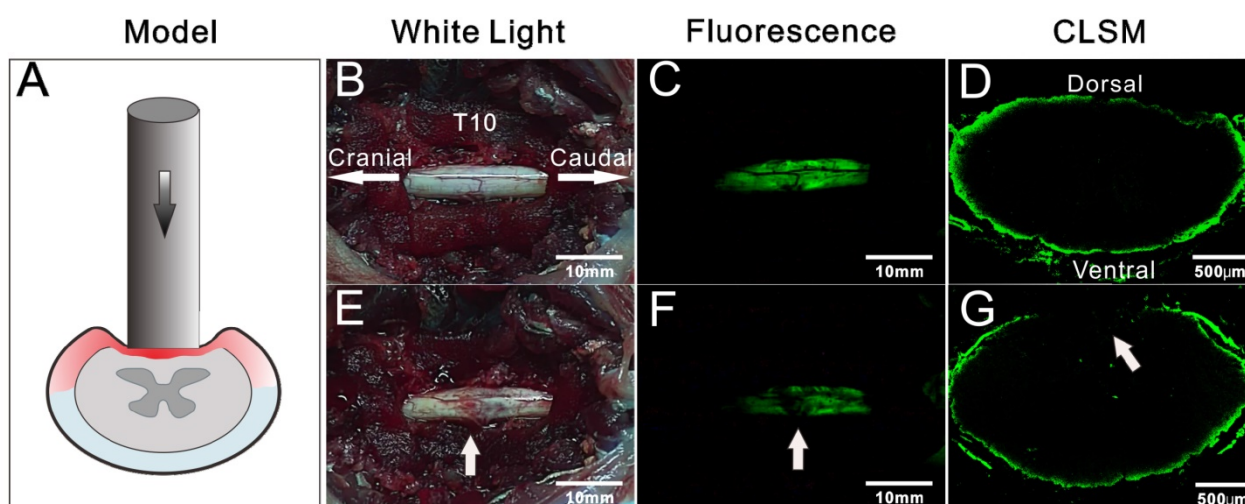 Model
White Light
Fluorescence
CLSM
A
B
T10
Cranial
Caudal
10mm
C
10mm
D
Dorsal
Ventral
500μm
E
10mm
F
10mm
G
500μm